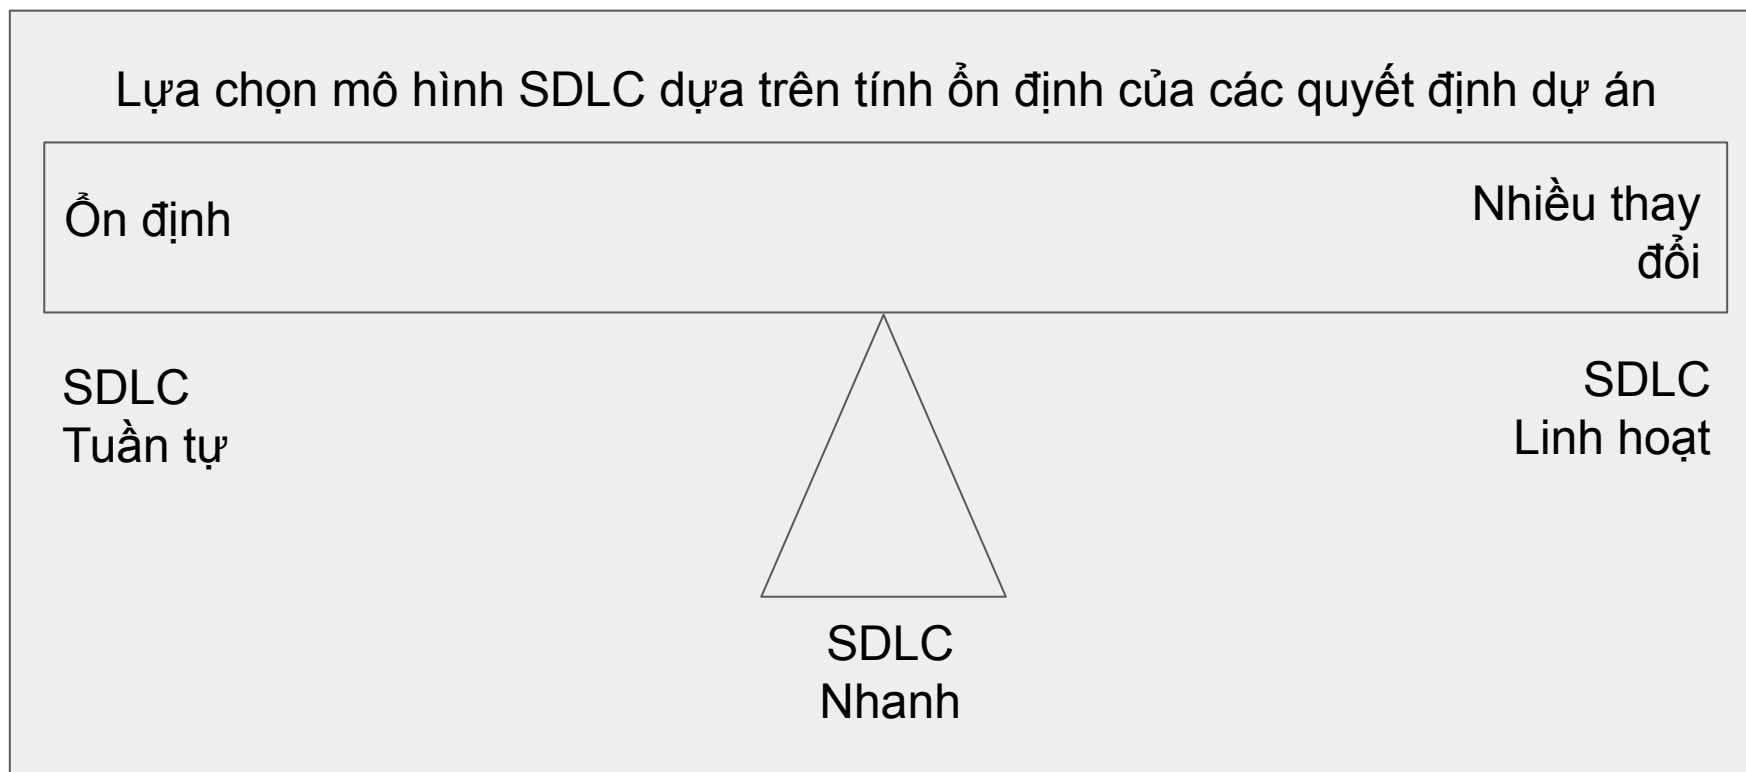 Lựa chọn mô hình SDLC dựa trên tính ổn định của các quyết định dự án
Ổn định
Nhiều thay
đổi
SDLC
Tuần tự
SDLC
Linh hoạt
SDLC
Nhanh